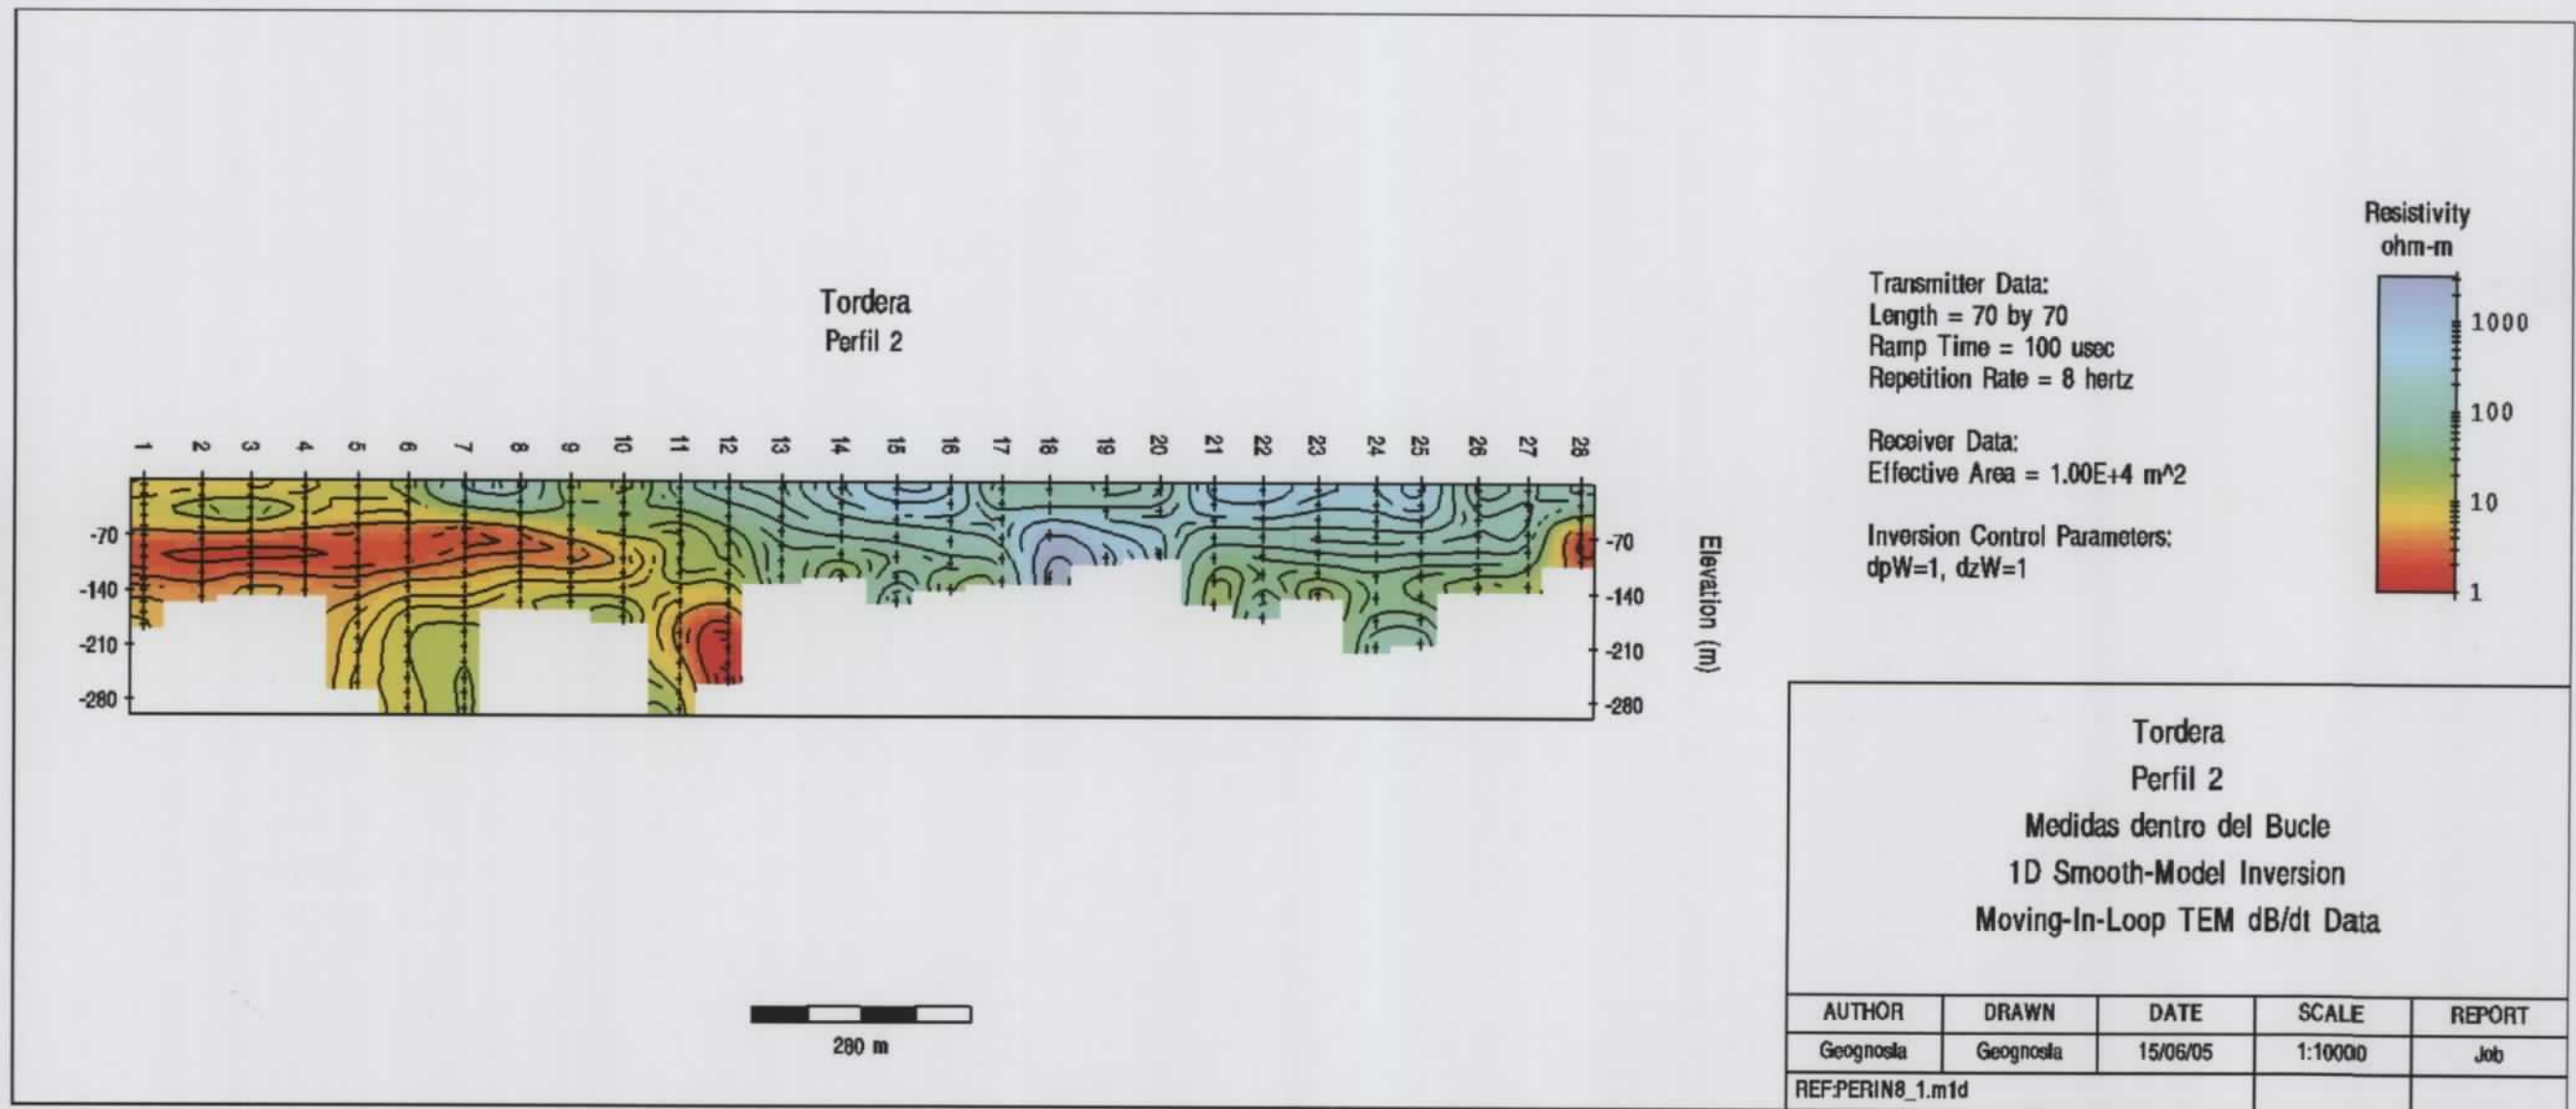 Tordera
Perfil 2
1 2 3 4 5 6 7 8 9 10 11 12 13 14 15 16 17 18 19 20 21 22 23 24 25 26 27 28
-70
-140
-210
-280
-70
-140
-210
-280
Elevation (m)
280 m
Transmitter Data:
Length = 70 by 70
Ramp Time = 100 usec
Repetition Rate = 8 hertz
Receiver Data:
Effective Area = 1.00E+4 m^2
Inversion Control Parameters:
dpW=1, dzW=1
Resistivity
ohm-m
1000
100
10
1
Tordera
Perfil 2
Medidas dentro del Bucle
1D Smooth-Model Inversion
Moving-In-Loop TEM dB/dt Data
AUTHOR DRAWN DATE SCALE REPORT
Geognosia Geognosia 15/06/05 1:10000 Job
REF:PERIN8_1.m1d